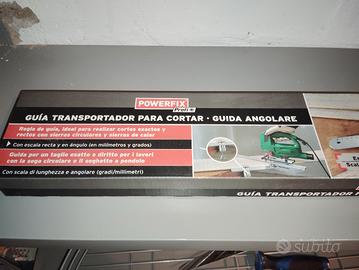 POWERFIX
Profi
GUÍA TRANSPORTADOR PARA CORTAR · GUIDA ANGOLARE
Regla de guía, ideal para realizar cortes exactos y
rectos con sierras circulares y sierras de calar
• Con escala recta y en ángulo (en milímetros y grados)
Guida per un taglio esatto e diritto per i lavori
con la sega circolare e il seghetto a pendolo
• Con scala di lunghezza e angolare (gradi/millimetri)
GUÍA TRANSPORTADOR
subito